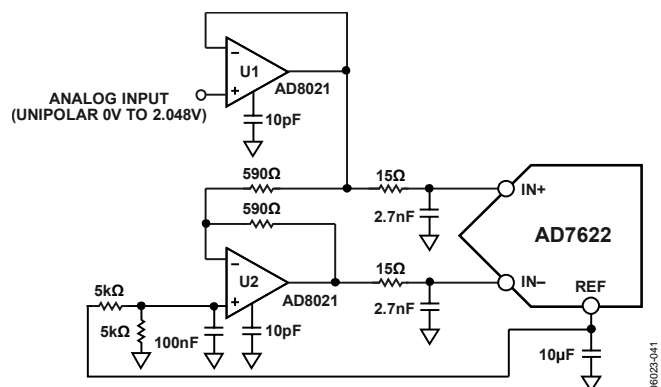 U1
AD8021
ANALOG INPUT
(UNIPOLAR 0V TO 2.048V)
10pF
590Ω
15Ω
IN+
590Ω
2.7nF
AD7622
U2
15Ω
IN–
AD8021
REF
5kΩ
2.7nF
5kΩ
100nF
10pF
10µF
06023-041